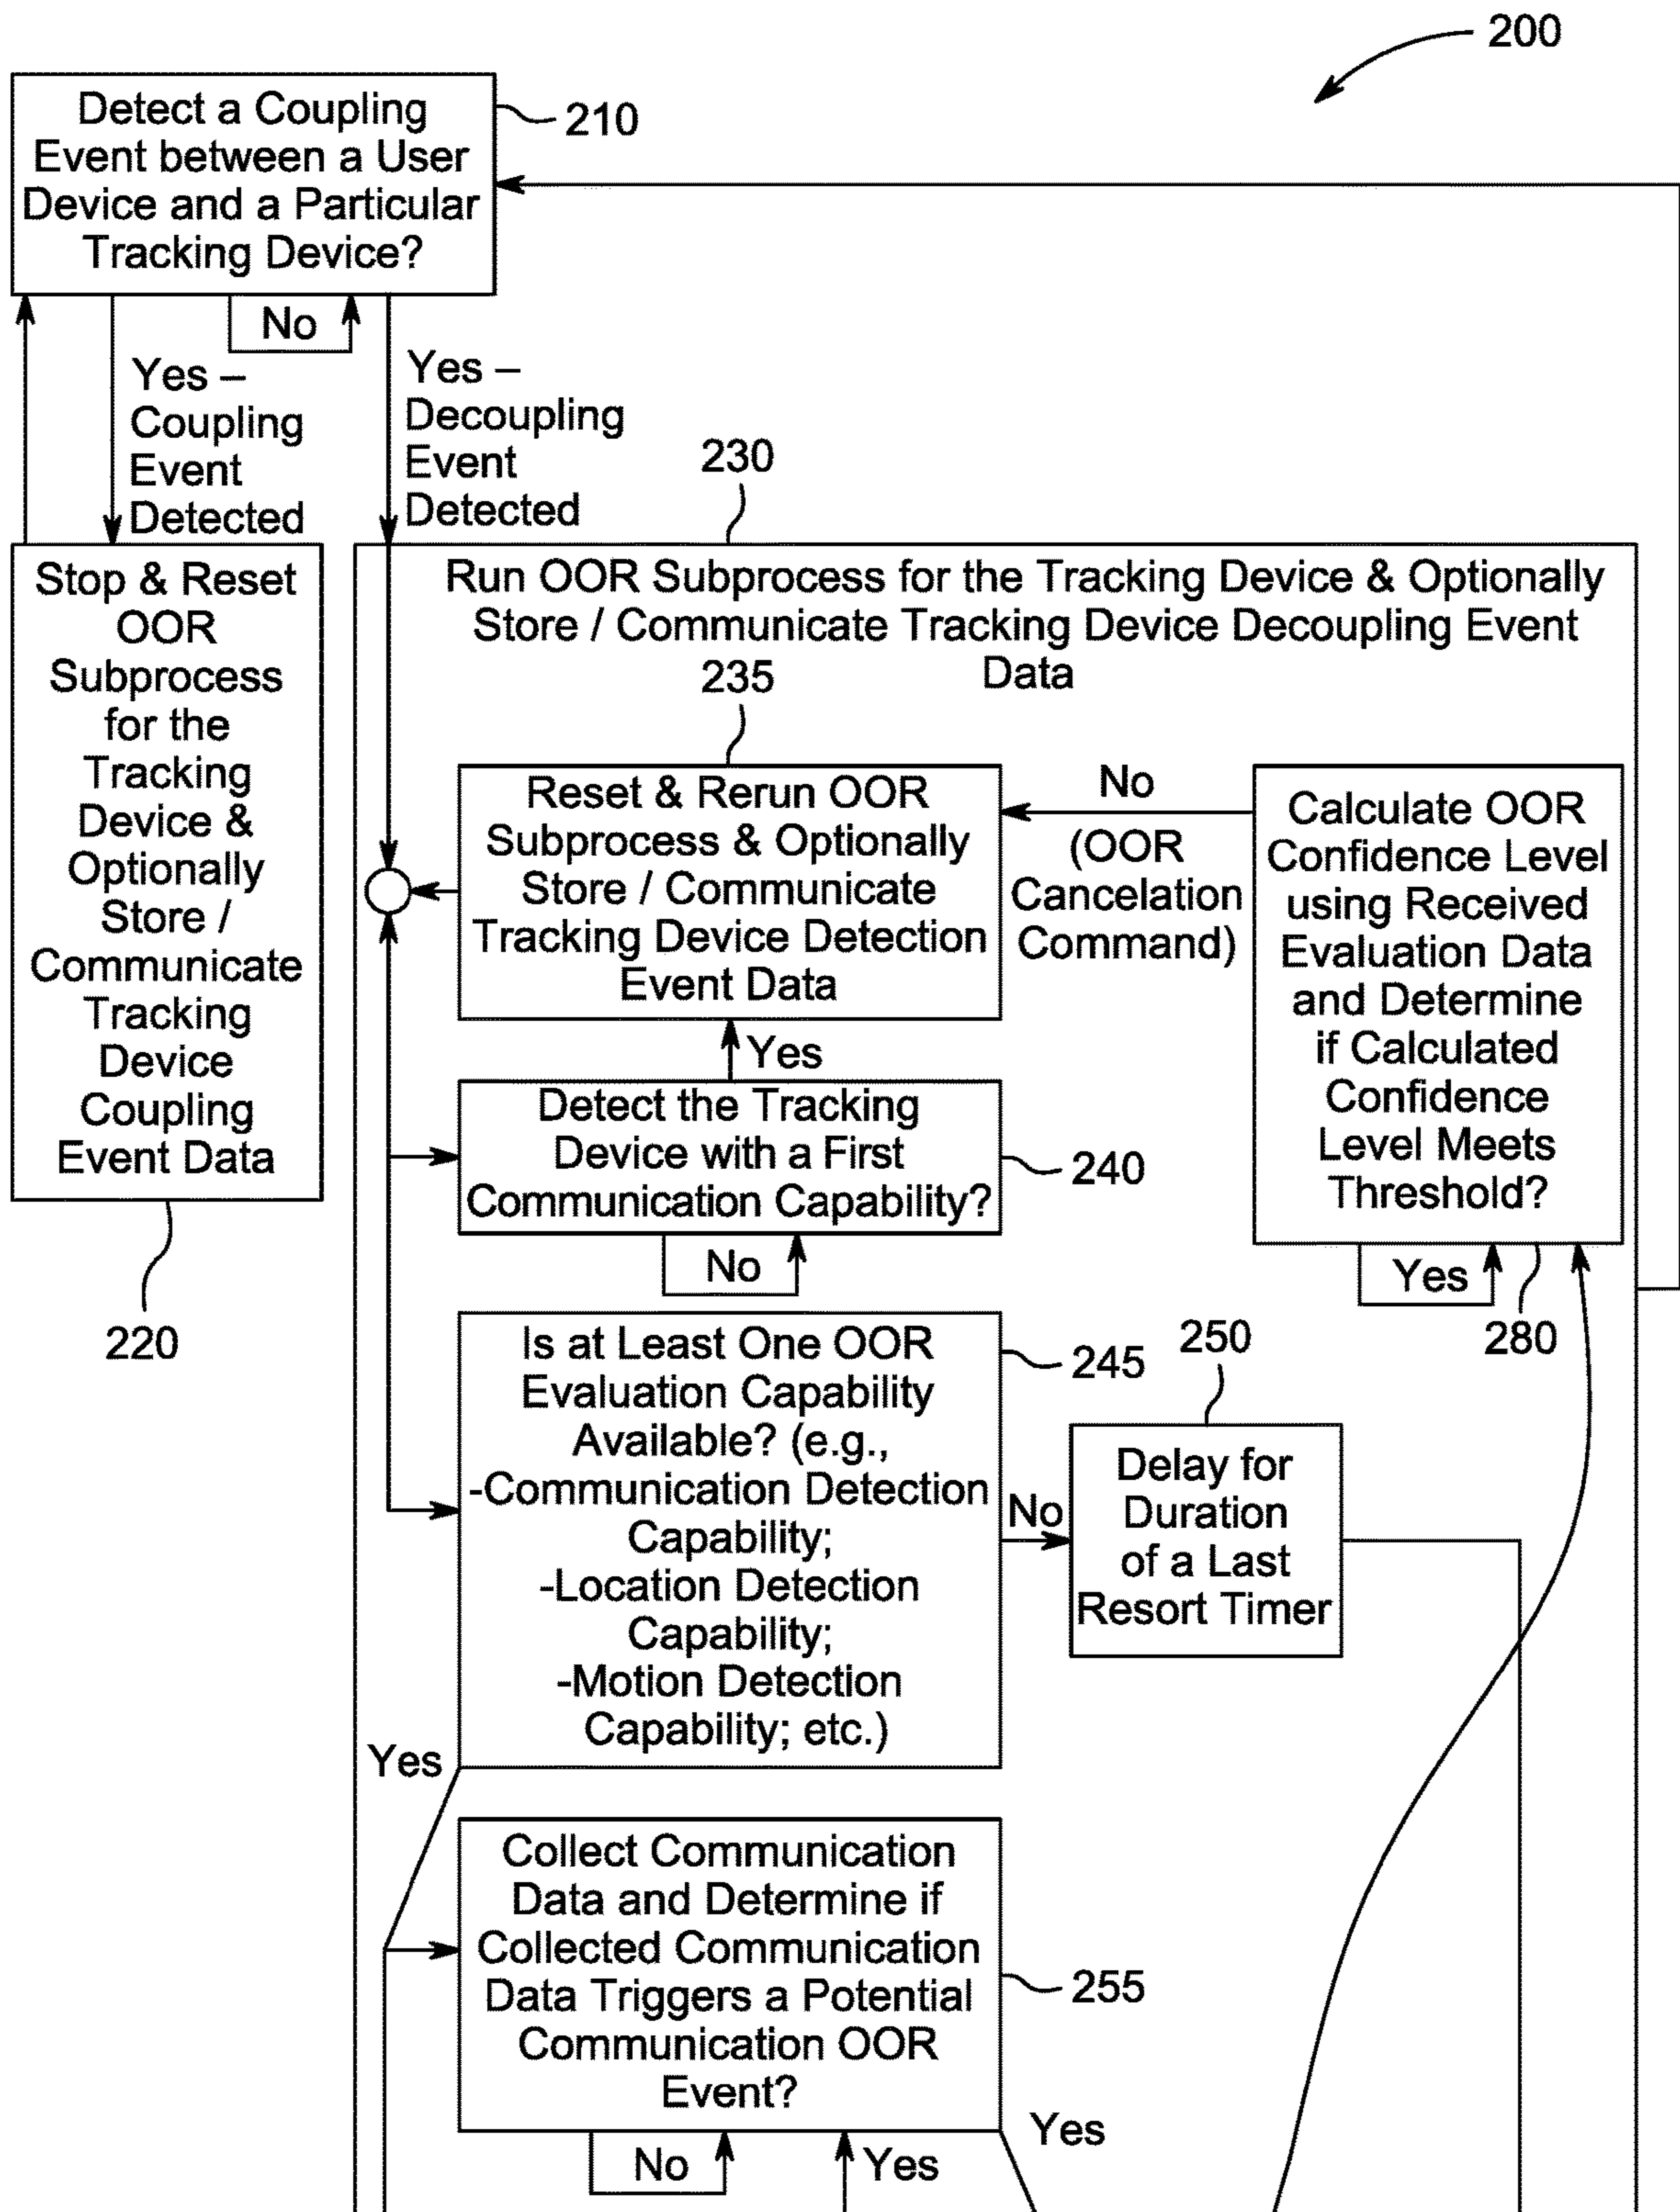 200
Detect a Coupling
Event between a User
Device and a Particular
Tracking Device?
210
No
Yes –
Coupling
Event
Detected
Yes –
Decoupling
Event
Detected
230
Stop & Reset
OOR
Subprocess
for the
Tracking
Device &
Optionally
Store /
Communicate
Tracking
Device
Coupling
Event Data
220
Run OOR Subprocess for the Tracking Device & Optionally
Store / Communicate Tracking Device Decoupling Event
Data
235
Reset & Rerun OOR
Subprocess & Optionally
Store / Communicate
Tracking Device Detection
Event Data
No
(OOR
Cancelation
Command)
Calculate OOR
Confidence Level
using Received
Evaluation Data
and Determine
if Calculated
Confidence
Level Meets
Threshold?
Yes
280
Yes
Detect the Tracking
Device with a First
Communication Capability?
240
No
Is at Least One OOR
Evaluation Capability
Available? (e.g.,
-Communication Detection
Capability;
-Location Detection
Capability;
-Motion Detection
Capability; etc.)
245
No
250
Delay for
Duration
of a Last
Resort Timer
Yes
Collect Communication
Data and Determine if
Collected Communication
Data Triggers a Potential
Communication OOR
Event?
255
No
Yes
Yes